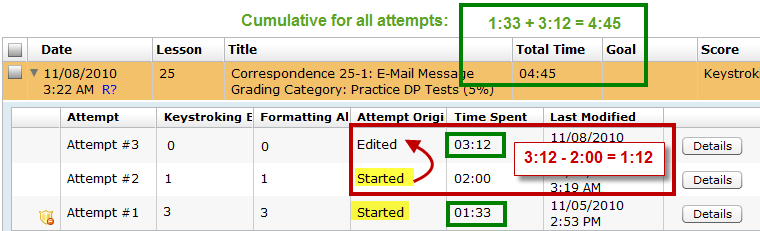 Cumulative for all attempts: 1:33 + 3:12 = 4:45
Date Lesson Title Total Time Goal Score
11/08/2010 25 Correspondence 25-1: E-Mail Message 04:45 Keystroking
3:22 AM R? Grading Category: Practice DP Tests (5%)
Attempt Keystroking E Formatting Al Attempt Origi Time Spent Last Modified
Attempt #3 0 0 Edited 03:12 11/08/2010 Details
3:12 - 2:00 = 1:12
Attempt #2 1 1 Started 02:00 3:19 AM Details
Attempt #1 3 3 Started 01:33 11/05/2010 Details
2:53 PM